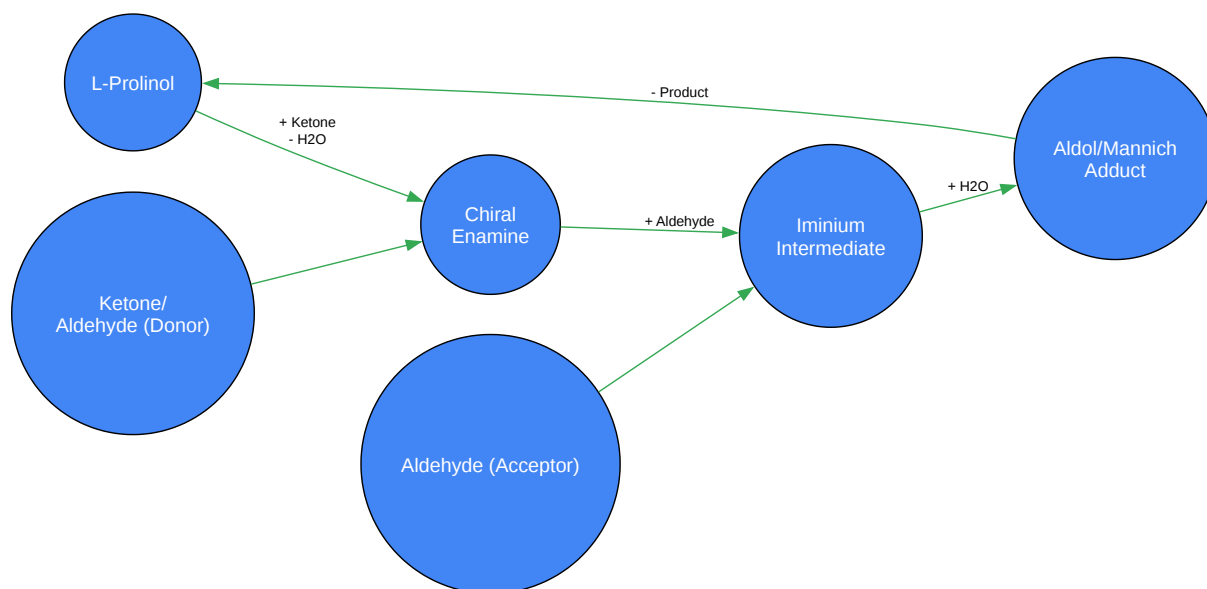 L-Prolinol
- Product
+ Ketone
- H2O
Aldol/Mannich
Adduct
+ H2O
Chiral
Enamine
+ Aldehyde
Iminium
Intermediate
Ketone/
Aldehyde (Donor)
Aldehyde (Acceptor)